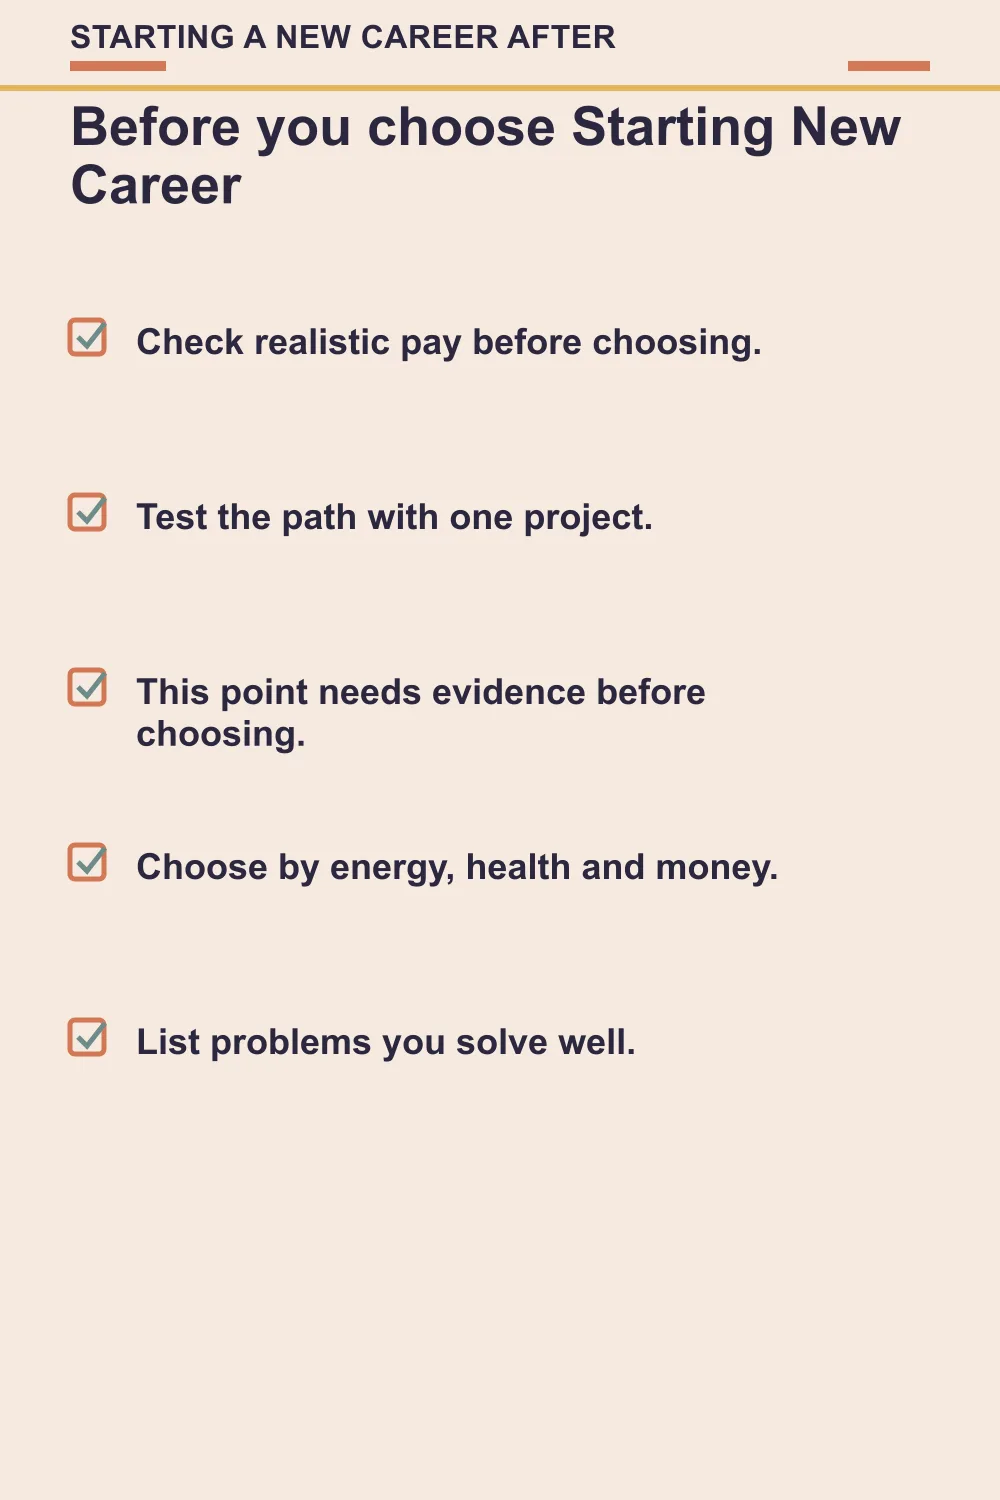 STARTING A NEW CAREER AFTER
Before you choose Starting New
Career
Check realistic pay before choosing.
Test the path with one project.
This point needs evidence before
choosing.
Choose by energy, health and money.
List problems you solve well.